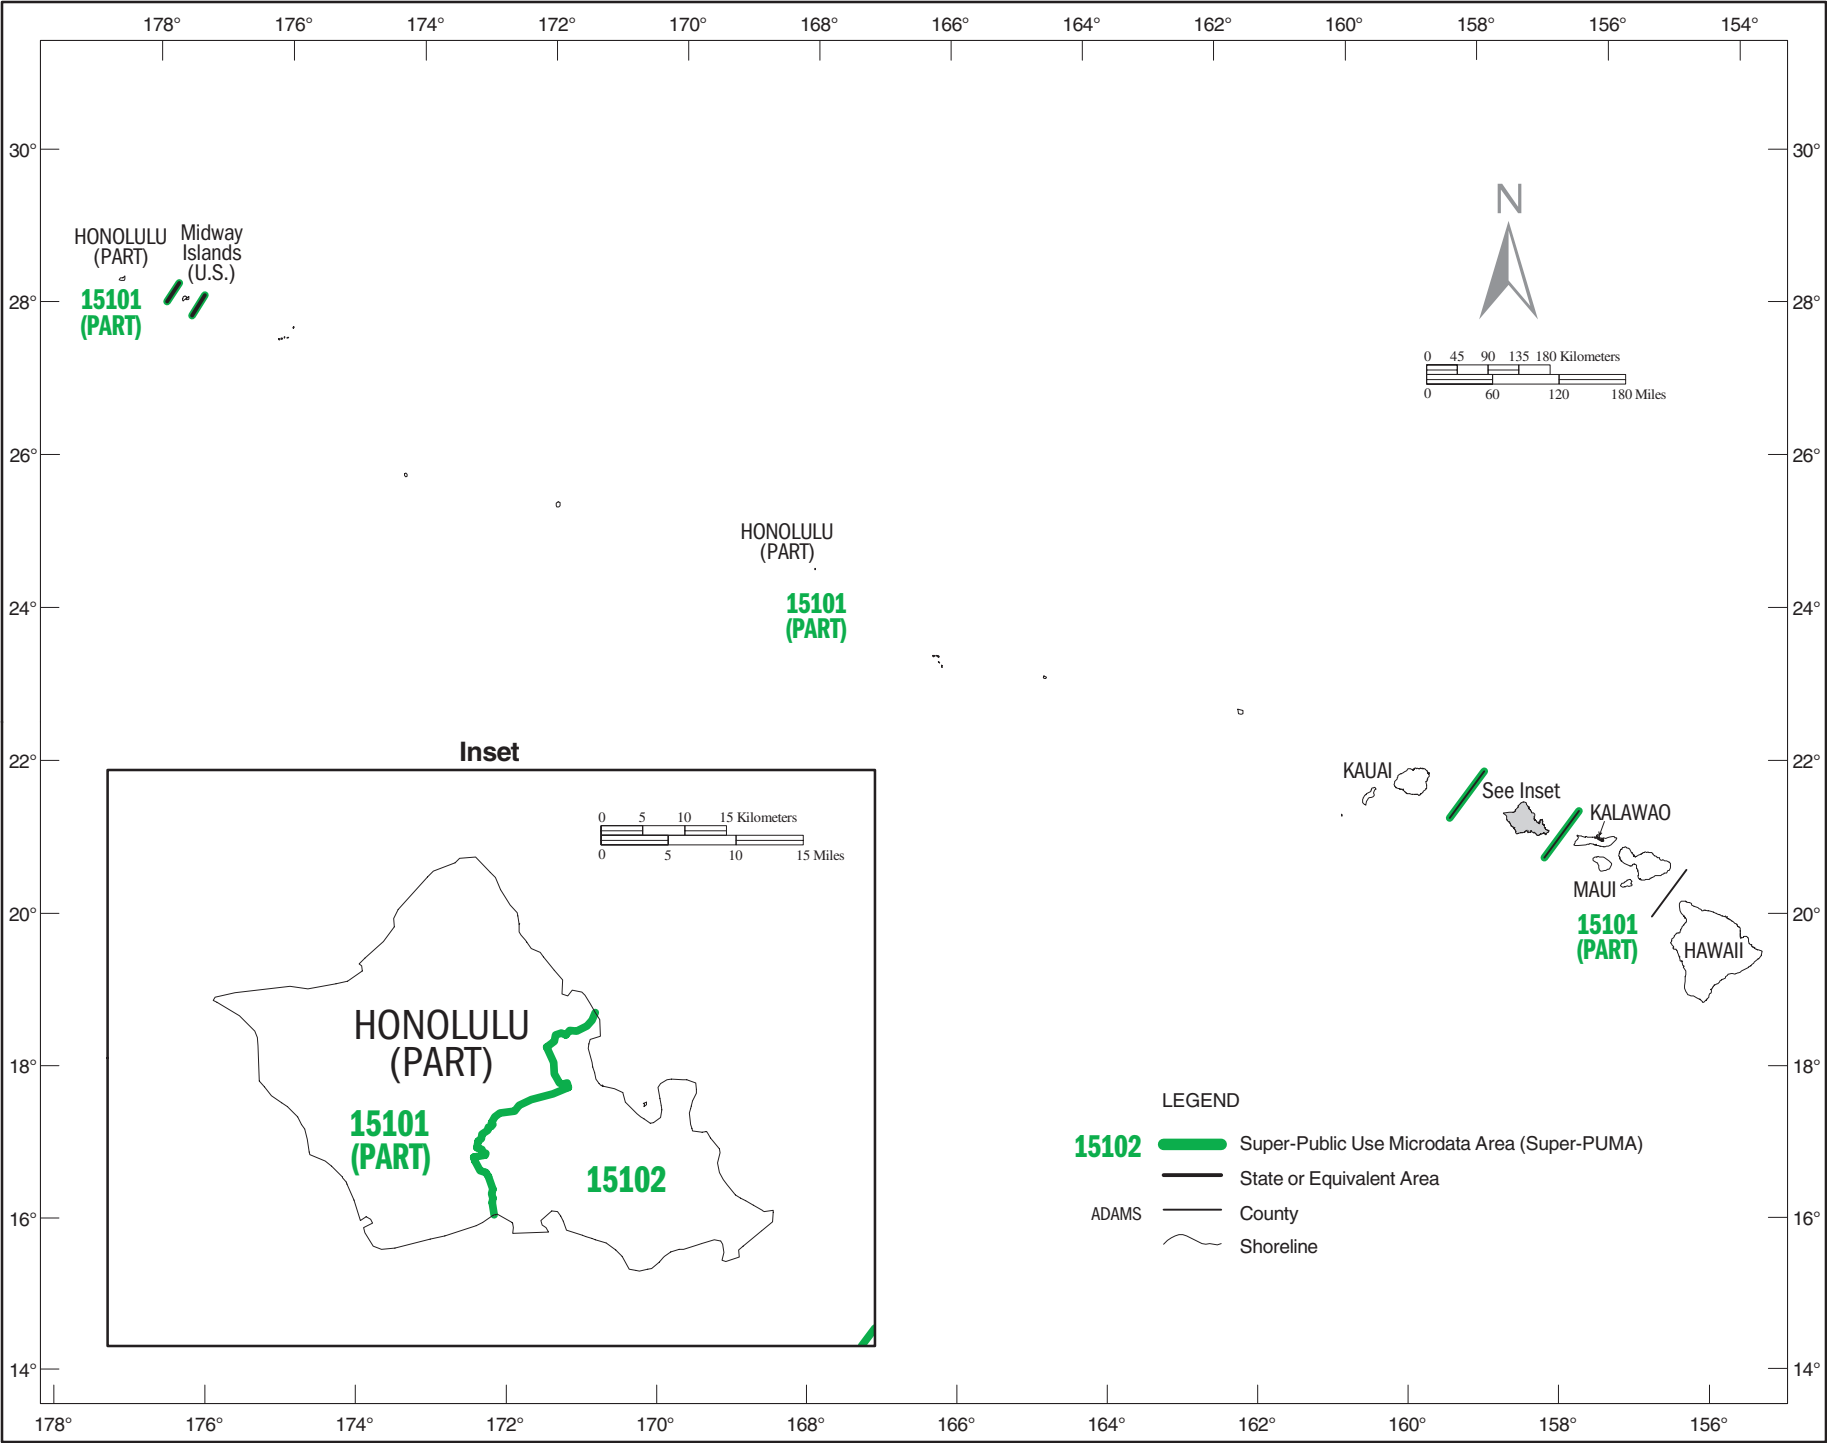 178° 176° 174° 172° 170° 168° 166° 164° 162° 160° 158° 156° 154°
30° 30°
N
HONOLULU
(PART)
Midway
Islands
(U.S.)
28° 28°
15101
(PART)
0 45 90 135 180 Kilometers
0 60 120 180 Miles
26° 26°
HONOLULU
(PART)
24° 24°
15101
(PART)
22° 22°
KAUAI
See Inset
KALAWAO
MAUI
15101
(PART)
HAWAII
20° 20°
Inset
0 5 10 15 Kilometers
0 5 10 15 Miles
HONOLULU
(PART)
15101
(PART)
15102
18° 18°
LEGEND
15102 Super-Public Use Microdata Area (Super-PUMA)
State or Equivalent Area
ADAMS County
Shoreline
16° 16°
14° 14°
178° 176° 174° 172° 170° 168° 166° 164° 162° 160° 158° 156°